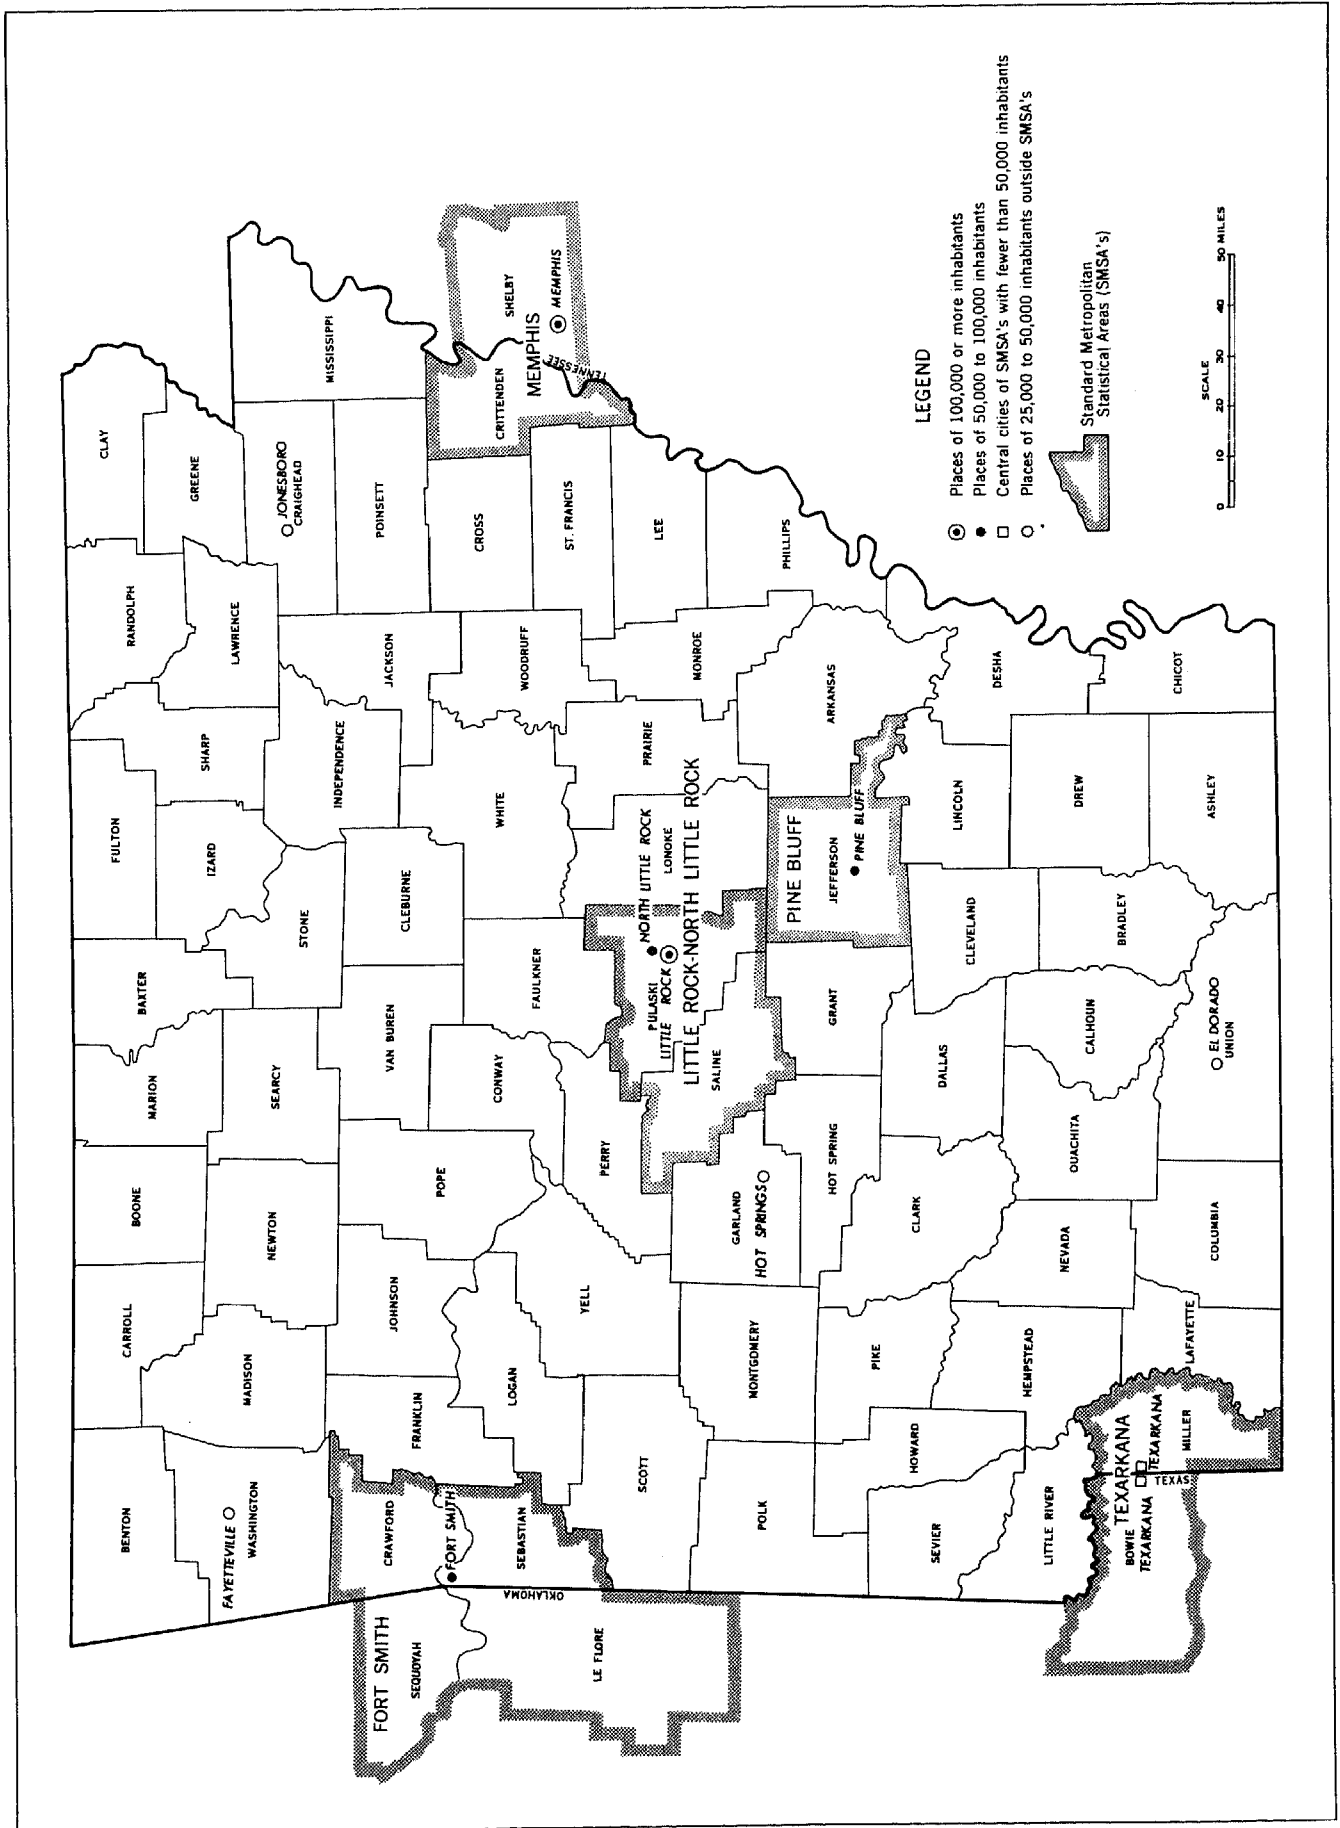 CLAY
RANDOLPH
FULTON
BAXTER
MARION
BOONE
CARROLL
BENTON
GREENE
LAWRENCE
SHARP
IZARD
STONE
SEARCY
NEWTON
MADISON
FAYETTEVILLE
WASHINGTON
MISSISSIPPI
JONESBORO
CRAIGHEAD
POINSETT
JACKSON
INDEPENDENCE
CLEBURNE
VAN BUREN
POPE
JOHNSON
FRANKLIN
CRAWFORD
FORT SMITH
SEQUOYAH
SHELBY
MEMPHIS
MEMPHIS
CRITTENDEN
TENNESSEE
CROSS
WOODRUFF
WHITE
FAULKNER
CONWAY
LOGAN
FORT SMITH
SEBASTIAN
OKLAHOMA
LE FLORE
ST. FRANCIS
LEE
MONROE
PRAIRIE
LONOKE
NORTH LITTLE ROCK
PULASKI
LITTLE ROCK
LITTLE ROCK-NORTH LITTLE ROCK
SALINE
PERRY
YELL
SCOTT
PHILLIPS
ARKANSAS
PINE BLUFF
JEFFERSON
PINE BLUFF
GRANT
HOT SPRING
GARLAND
HOT SPRINGS
MONTGOMERY
POLK
DESHA
LINCOLN
CLEVELAND
DALLAS
CLARK
PIKE
HOWARD
SEVIER
DREW
BRADLEY
CALHOUN
OUACHITA
NEVADA
HEMPSTEAD
LITTLE RIVER
CHICOT
ASHLEY
EL DORADO
UNION
COLUMBIA
LAFAYETTE
MILLER
TEXARKANA
TEXARKANA
TEXAS
BOWIE
TEXARKANA
LEGEND
Places of 100,000 or more inhabitants
Places of 50,000 to 100,000 inhabitants
Central cities of SMSA's with fewer than 50,000 inhabitants
Places of 25,000 to 50,000 inhabitants outside SMSA's
Standard Metropolitan
Statistical Areas (SMSA's)
SCALE
0 10 20 30 40 50 MILES